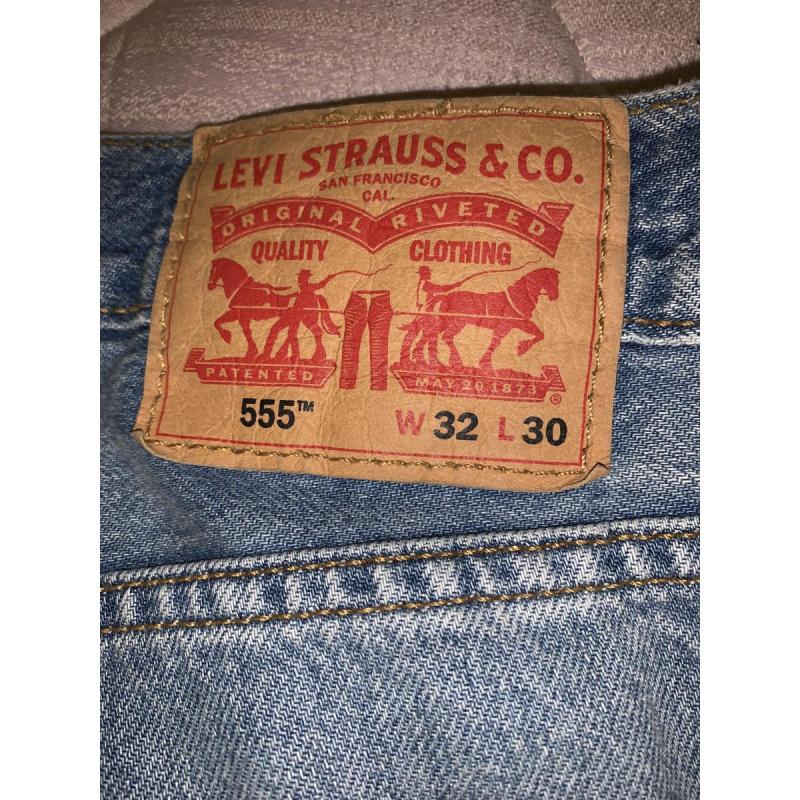 LEVI STRAUSS & CO.
SAN FRANCISCO
CAL.
ORIGINAL RIVETED
QUALITY CLOTHING
PATENTED MAY 20 1873 ®
555™ W 32 L 30